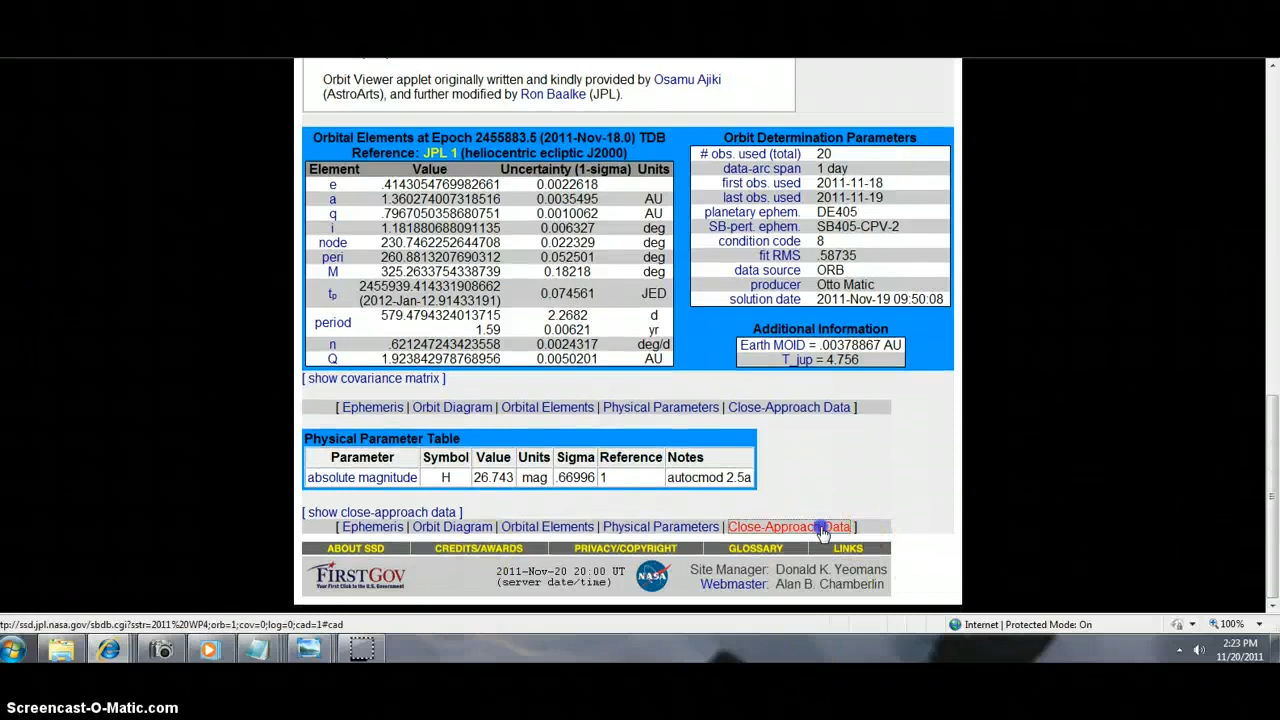 Orbit Viewer applet originally written and kindly provided by Osamu Ajiki
(AstroArts), and further modified by Ron Baalke (JPL).
Orbital Elements at Epoch 2455883.5 (2011-Nov-18.0) TDB
Reference: JPL 1 (heliocentric ecliptic J2000)
Element Value Uncertainty (1-sigma) Units
e .4143054769982661 0.0022618
a 1.360274007318516 0.0035495 AU
q .7967050358680751 0.0010062 AU
i 1.181880688091135 0.006327 deg
node 230.7462252644708 0.022329 deg
peri 260.8813207690312 0.052501 deg
M 325.2633754338739 0.18218 deg
tp 2455939.414331908662 0.074561 JED
(2012-Jan-12.91433191)
period 579.4794324013715 2.2682 d
1.59 0.00621 yr
n .621247243423558 0.0024317 deg/d
Q 1.923842978768956 0.0050201 AU
Orbit Determination Parameters
# obs. used (total) 20
data-arc span 1 day
first obs. used 2011-11-18
last obs. used 2011-11-19
planetary ephem. DE405
SB-pert. ephem. SB405-CPV-2
condition code 8
fit RMS .58735
data source ORB
producer Otto Matic
solution date 2011-Nov-19 09:50:08
Additional Information
Earth MOID = .00378867 AU
T_jup = 4.756
[ show covariance matrix ]
[ Ephemeris | Orbit Diagram | Orbital Elements | Physical Parameters | Close-Approach Data ]
Physical Parameter Table
Parameter Symbol Value Units Sigma Reference Notes
absolute magnitude H 26.743 mag .66996 1 autocmod 2.5a
[ show close-approach data ]
[ Ephemeris | Orbit Diagram | Orbital Elements | Physical Parameters | Close-Approach Data ]
ABOUT SSD CREDITS/AWARDS PRIVACY/COPYRIGHT GLOSSARY LINKS
FIRSTGOV
Your First Click to the U.S. Government
2011-Nov-20 20:00 UT
(server date/time)
NASA
Site Manager: Donald K. Yeomans
Webmaster: Alan B. Chamberlin
tp://ssd.jpl.nasa.gov/sbdb.cgi?sstr=2011%20WP4;orb=1;cov=0;log=0;cad=1#cad
Internet | Protected Mode: On
100%
2:23 PM
11/20/2011
Screencast-O-Matic.com